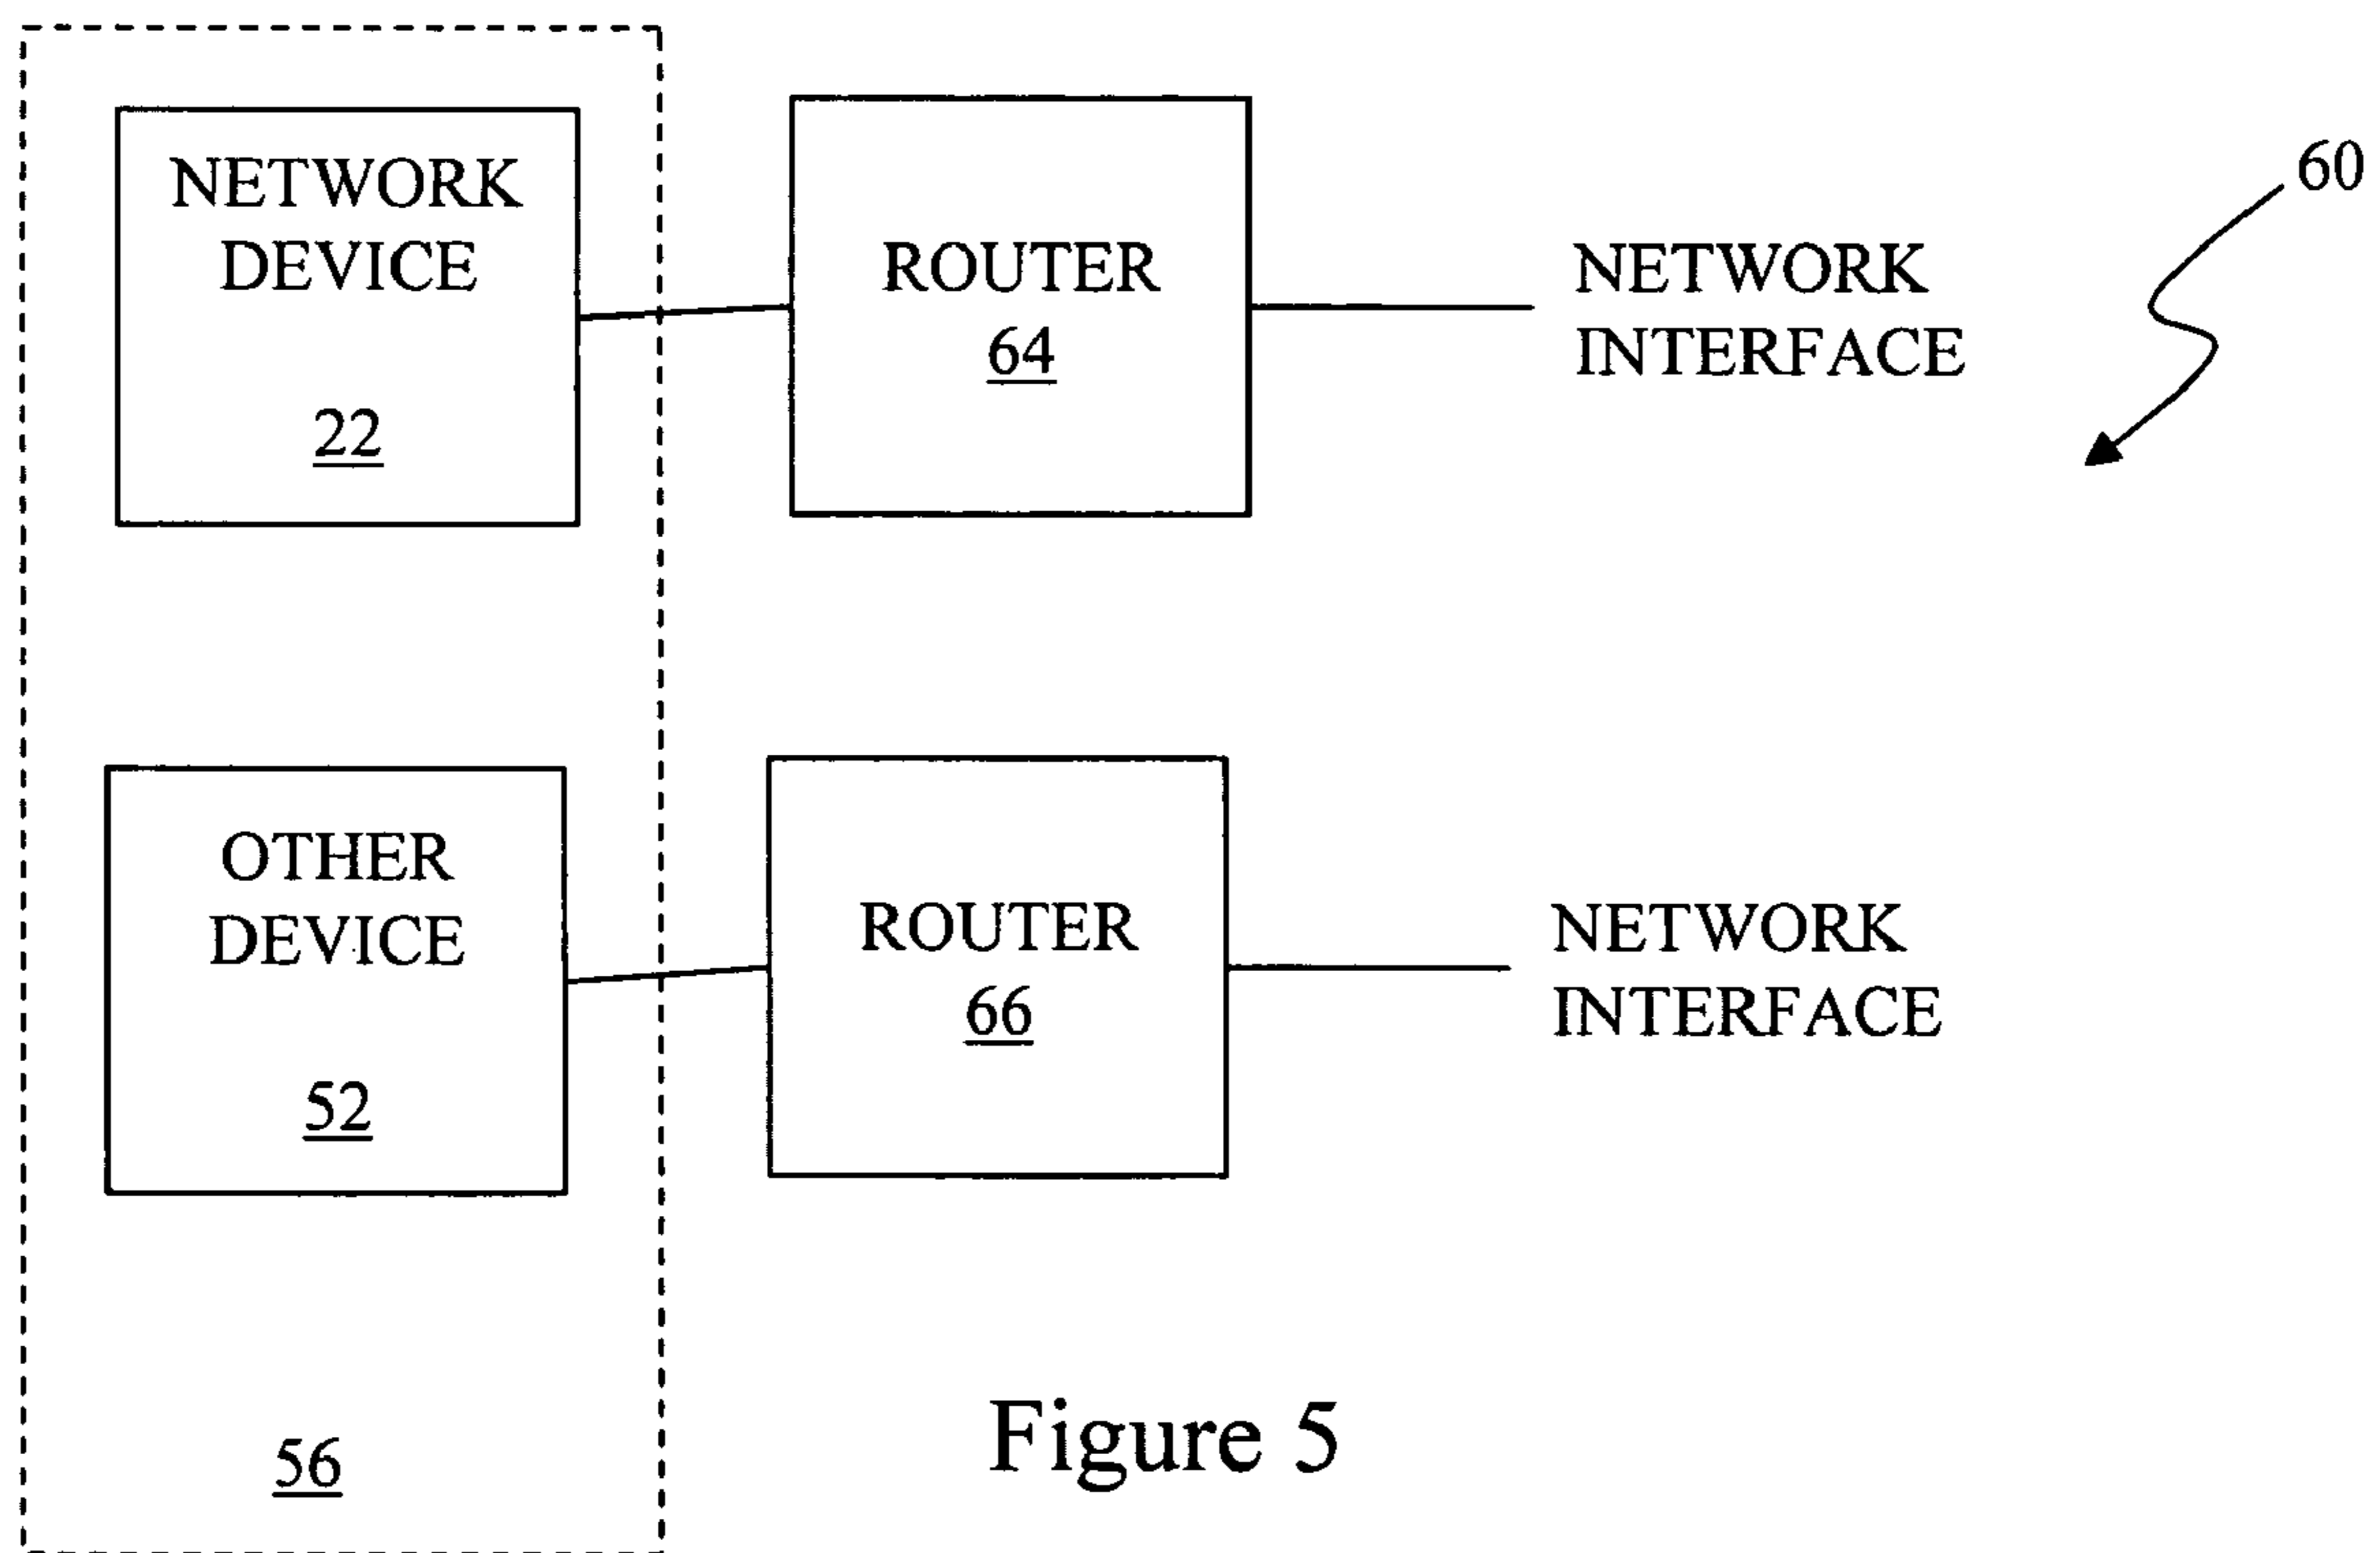 60
NETWORK
DEVICE
22
ROUTER
64
NETWORK
INTERFACE
OTHER
DEVICE
52
ROUTER
66
NETWORK
INTERFACE
56
Figure 5